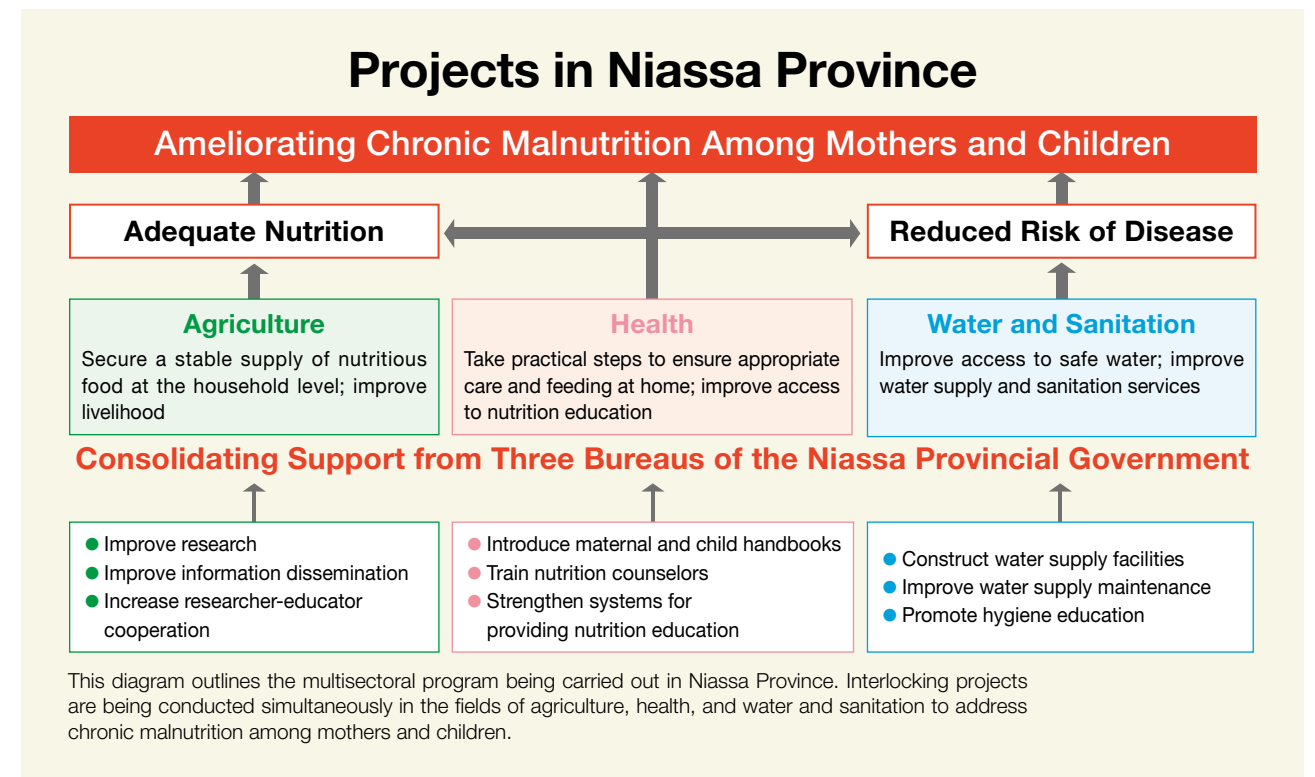 Projects in Niassa Province
Ameliorating Chronic Malnutrition Among Mothers and Children
Adequate Nutrition
Reduced Risk of Disease
Agriculture
Secure a stable supply of nutritious
food at the household level; improve
livelihood
Health
Take practical steps to ensure appropriate
care and feeding at home; improve access
to nutrition education
Water and Sanitation
Improve access to safe water; improve
water supply and sanitation services
Consolidating Support from Three Bureaus of the Niassa Provincial Government
● Improve research
● Improve information dissemination
● Increase researcher-educator
cooperation
● Introduce maternal and child handbooks
● Train nutrition counselors
● Strengthen systems for
providing nutrition education
● Construct water supply facilities
● Improve water supply maintenance
● Promote hygiene education
This diagram outlines the multisectoral program being carried out in Niassa Province. Interlocking projects
are being conducted simultaneously in the fields of agriculture, health, and water and sanitation to address
chronic malnutrition among mothers and children.